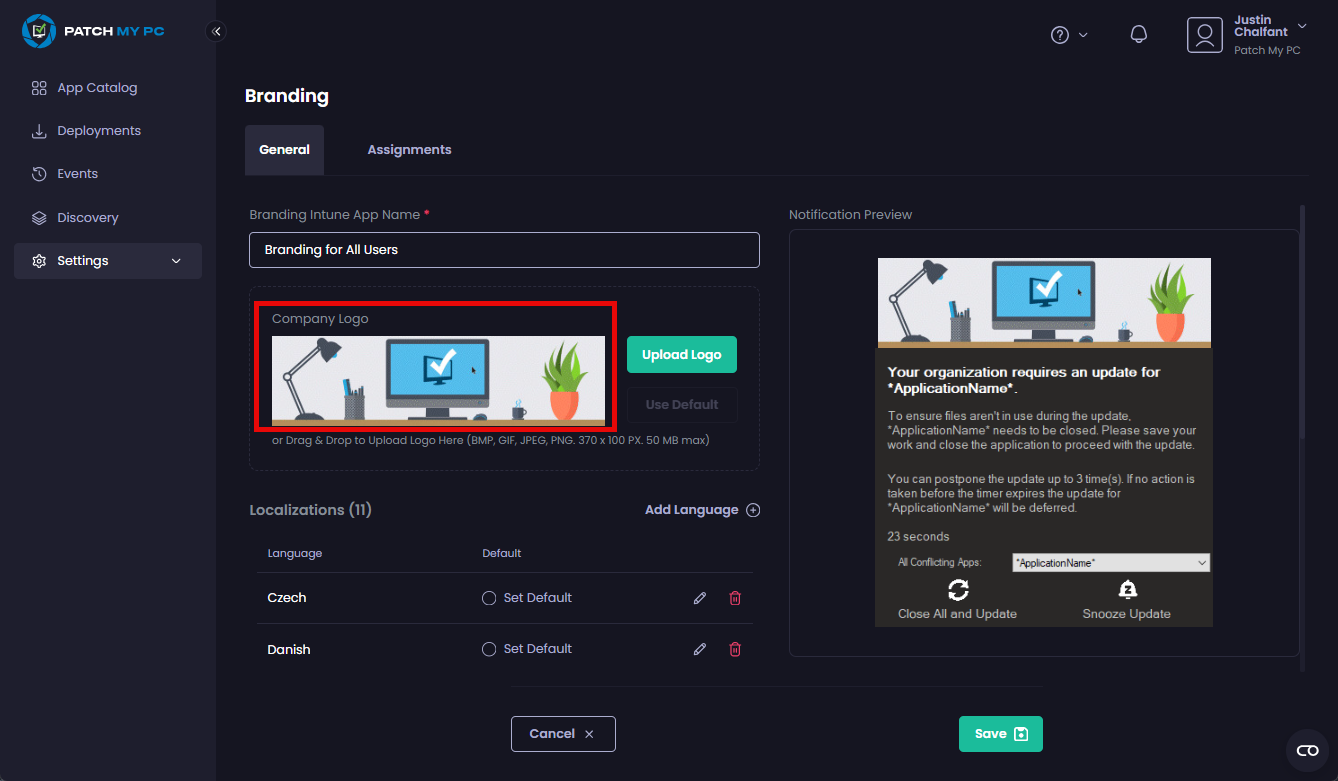 PATCH MY PC
Justin
Chalfant
Patch My PC
App Catalog
Deployments
Events
Discovery
Settings
Branding
General
Assignments
Branding Intune App Name *
Branding for All Users
Company Logo
Upload Logo
Use Default
or Drag & Drop to Upload Logo Here (BMP, GIF, JPEG, PNG. 370 x 100 PX. 50 MB max)
Localizations (11)
Add Language
Language
Default
Czech
Set Default
Danish
Set Default
Notification Preview
Your organization requires an update for
*ApplicationName*.
To ensure files aren't in use during the update,
*ApplicationName* needs to be closed. Please save your
work and close the application to proceed with the update.
You can postpone the update up to 3 time(s). If no action is
taken before the timer expires the update for
*ApplicationName* will be deferred.
23 seconds
All Conflicting Apps:
*ApplicationName*
Close All and Update
Snooze Update
Cancel
Save